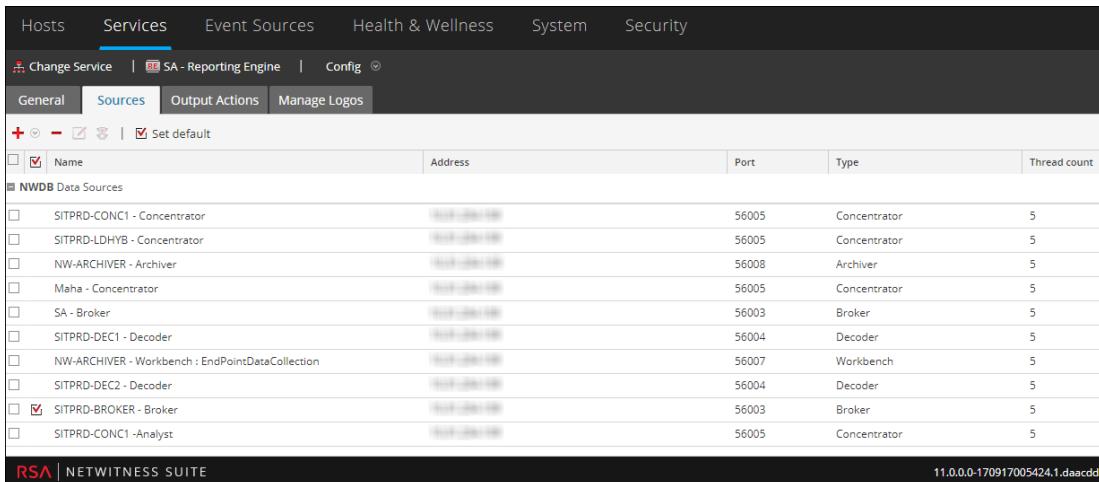 Hosts Services Event Sources Health & Wellness System Security
Change Service | RE SA - Reporting Engine | Config
General Sources Output Actions Manage Logos
Set default
Name Address Port Type Thread count
NWDB Data Sources
SITPRD-CONC1 - Concentrator 56005 Concentrator 5
SITPRD-LDHYB - Concentrator 56005 Concentrator 5
NW-ARCHIVER - Archiver 56008 Archiver 5
Maha - Concentrator 56005 Concentrator 5
SA - Broker 56003 Broker 5
SITPRD-DEC1 - Decoder 56004 Decoder 5
NW-ARCHIVER - Workbench : EndPointDataCollection 56007 Workbench 5
SITPRD-DEC2 - Decoder 56004 Decoder 5
SITPRD-BROKER - Broker 56003 Broker 5
SITPRD-CONC1 -Analyst 56005 Concentrator 5
RSA | NETWITNESS SUITE 11.0.0.0-170917005424.1.daacdd